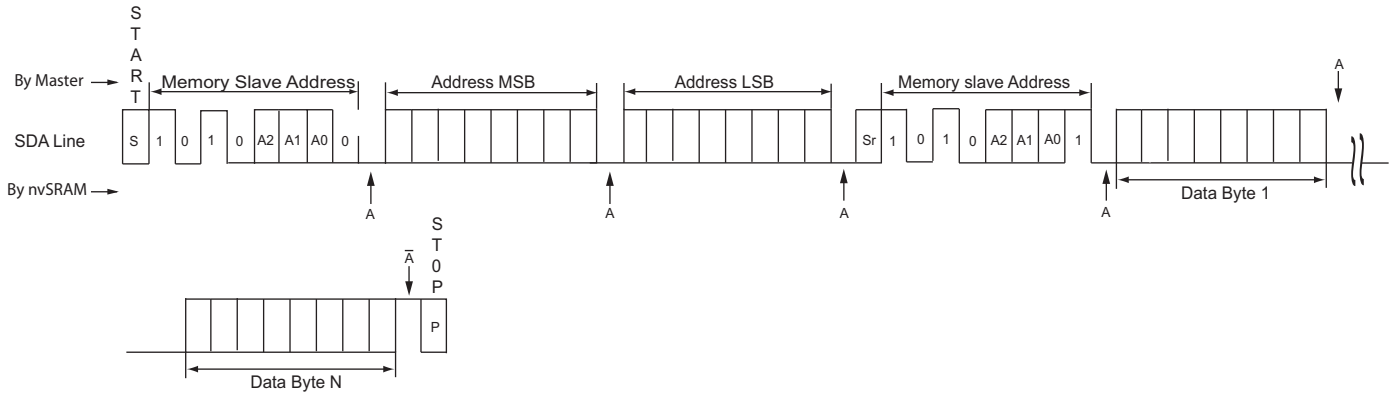 START
By Master
Memory Slave Address
Address MSB
Address LSB
Memory slave Address
A
SDA Line
S 1 0 1 0 A2 A1 A0 0
Sr 1 0 1 0 A2 A1 A0 1
By nvSRAM
A
A
A
A
Data Byte 1
A̅
ST0P
P
Data Byte N